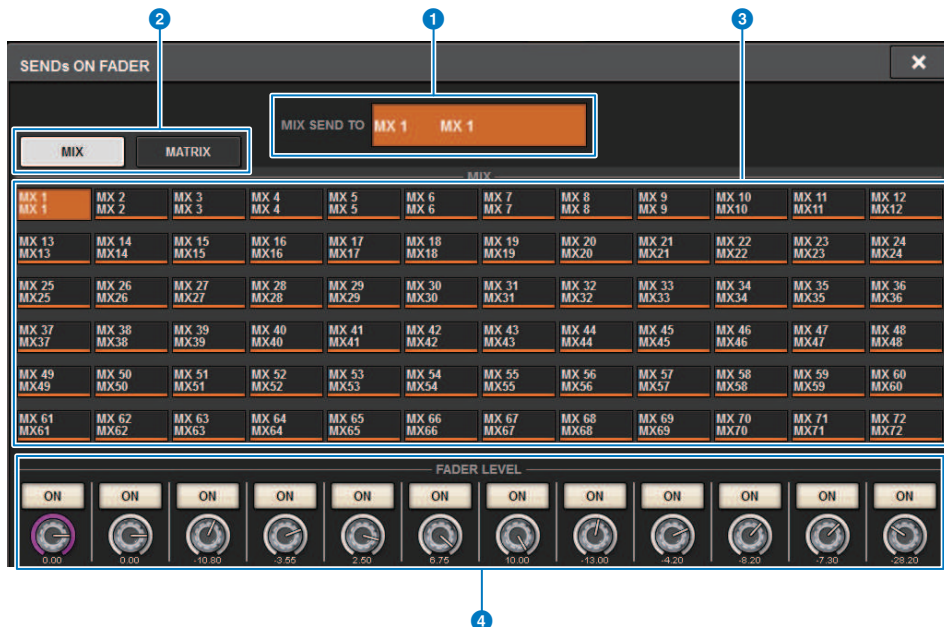 2 1 3
SENDs ON FADER ×
MIX SEND TO MX 1 MX 1
MIX MATRIX
MIX
MX 1 MX 2 MX 3 MX 4 MX 5 MX 6 MX 7 MX 8 MX 9 MX 10 MX 11 MX 12
MX 1 MX 2 MX 3 MX 4 MX 5 MX 6 MX 7 MX 8 MX 9 MX10 MX11 MX12
MX 13 MX 14 MX 15 MX 16 MX 17 MX 18 MX 19 MX 20 MX 21 MX 22 MX 23 MX 24
MX13 MX14 MX15 MX16 MX17 MX18 MX19 MX20 MX21 MX22 MX23 MX24
MX 25 MX 26 MX 27 MX 28 MX 29 MX 30 MX 31 MX 32 MX 33 MX 34 MX 35 MX 36
MX25 MX26 MX27 MX28 MX29 MX30 MX31 MX32 MX33 MX34 MX35 MX36
MX 37 MX 38 MX 39 MX 40 MX 41 MX 42 MX 43 MX 44 MX 45 MX 46 MX 47 MX 48
MX37 MX38 MX39 MX40 MX41 MX42 MX43 MX44 MX45 MX46 MX47 MX48
MX 49 MX 50 MX 51 MX 52 MX 53 MX 54 MX 55 MX 56 MX 57 MX 58 MX 59 MX 60
MX49 MX50 MX51 MX52 MX53 MX54 MX55 MX56 MX57 MX58 MX59 MX60
MX 61 MX 62 MX 63 MX 64 MX 65 MX 66 MX 67 MX 68 MX 69 MX 70 MX 71 MX 72
MX61 MX62 MX63 MX64 MX65 MX66 MX67 MX68 MX69 MX70 MX71 MX72
FADER LEVEL
ON ON ON ON ON ON ON ON ON ON ON ON
0.00 0.00 -10.80 -3.55 2.50 6.75 10.00 -13.00 -4.20 -8.20 -7.30 -28.20
4